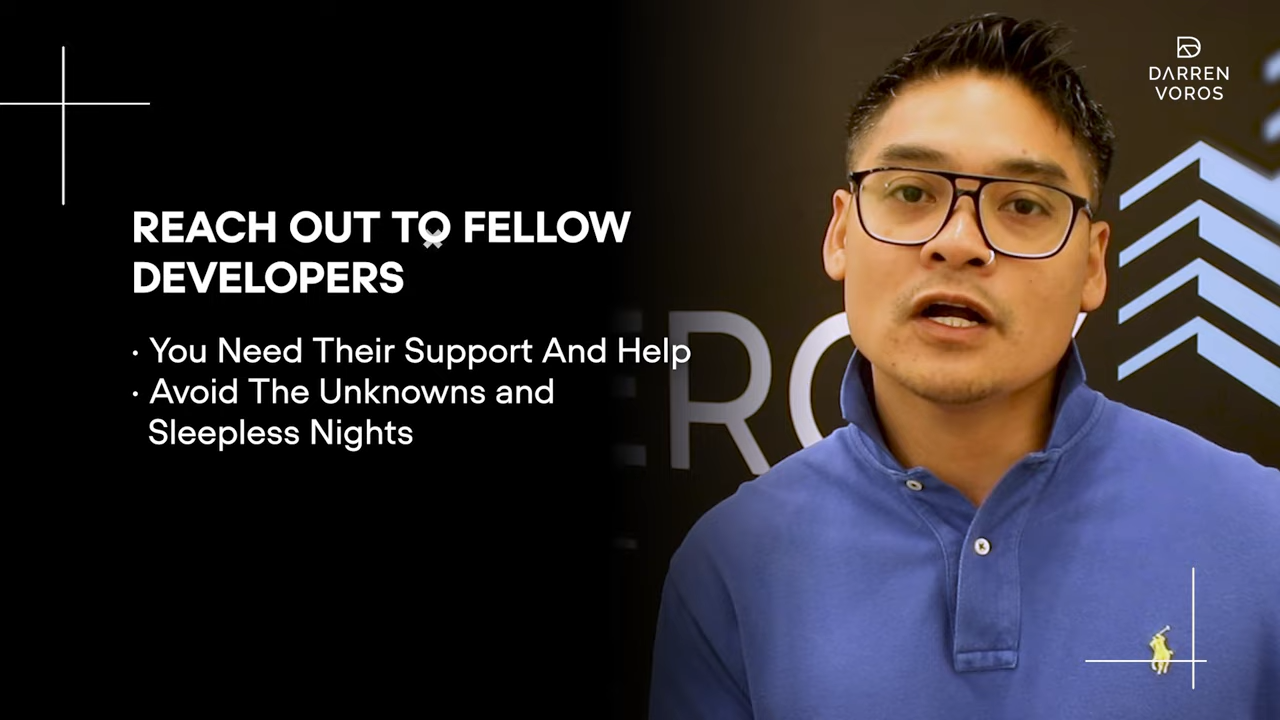 DARREN
VOROS
REACH OUT TO FELLOW
DEVELOPERS
• You Need Their Support And Help
• Avoid The Unknowns and
Sleepless Nights